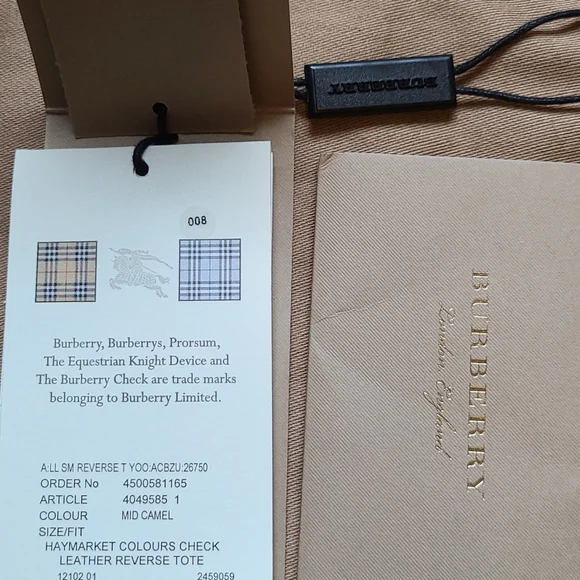 BURBERRY
008
Burberry, Burberrys, Prorsum,
The Equestrian Knight Device and
The Burberry Check are trade marks
belonging to Burberry Limited.
A:LL SM REVERSE T YOO:ACBZU:26750
ORDER No 4500581165
ARTICLE 4049585 1
COLOUR MID CAMEL
SIZE/FIT
HAYMARKET COLOURS CHECK
LEATHER REVERSE TOTE
12102 01 2459059
BURBERRY
London, England